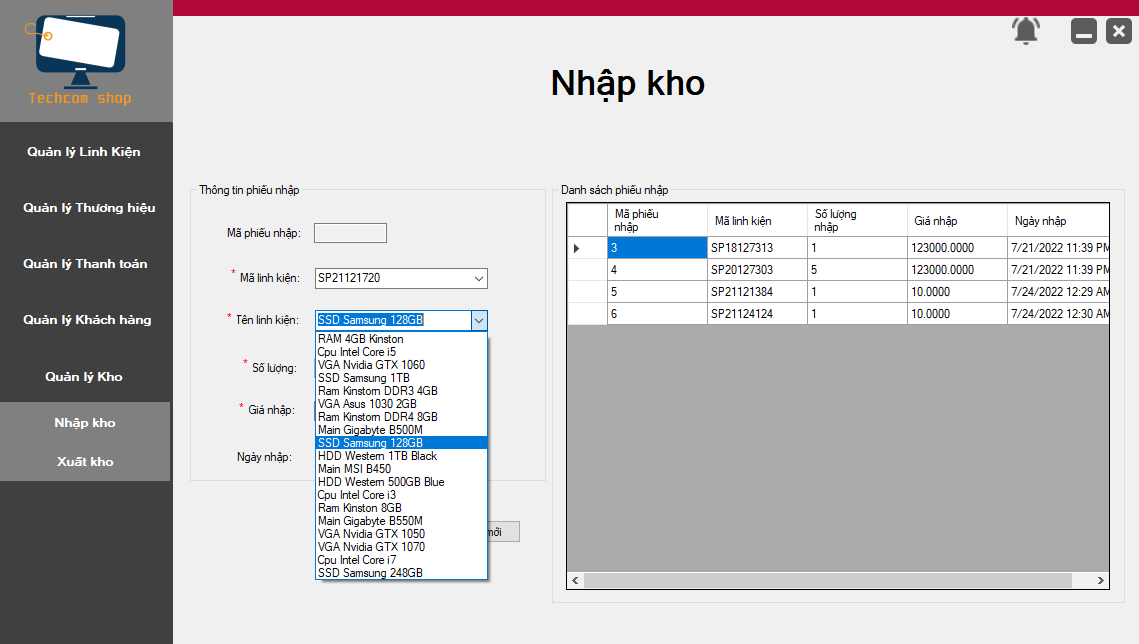 Techcom shop
Quản lý Linh Kiện
Quản lý Thương hiệu
Quản lý Thanh toán
Quản lý Khách hàng
Quản lý Kho
Nhập kho
Xuất kho
Nhập kho
Thông tin phiếu nhập
Mã phiếu nhập:
* Mã linh kiện: SP21121720
* Tên linh kiện: SSD Samsung 128GB
* Số lượng:
* Giá nhập:
Ngày nhập:
RAM 4GB Kinston
Cpu Intel Core i5
VGA Nvidia GTX 1060
SSD Samsung 1TB
Ram Kinstom DDR3 4GB
VGA Asus 1030 2GB
Ram Kinstom DDR4 8GB
Main Gigabyte B500M
SSD Samsung 128GB
HDD Western 1TB Black
Main MSI B450
HDD Western 500GB Blue
Cpu Intel Core i3
Ram Kinston 8GB
Main Gigabyte B550M
VGA Nvidia GTX 1050
VGA Nvidia GTX 1070
Cpu Intel Core i7
SSD Samsung 248GB
mới
Danh sách phiếu nhập
Mã phiếu nhập Mã linh kiện Số lượng nhập Giá nhập Ngày nhập
3 SP18127313 1 123000.0000 7/21/2022 11:39 PM
4 SP20127303 5 123000.0000 7/21/2022 11:39 PM
5 SP21121384 1 10.0000 7/24/2022 12:29 AM
6 SP21124124 1 10.0000 7/24/2022 12:30 AM